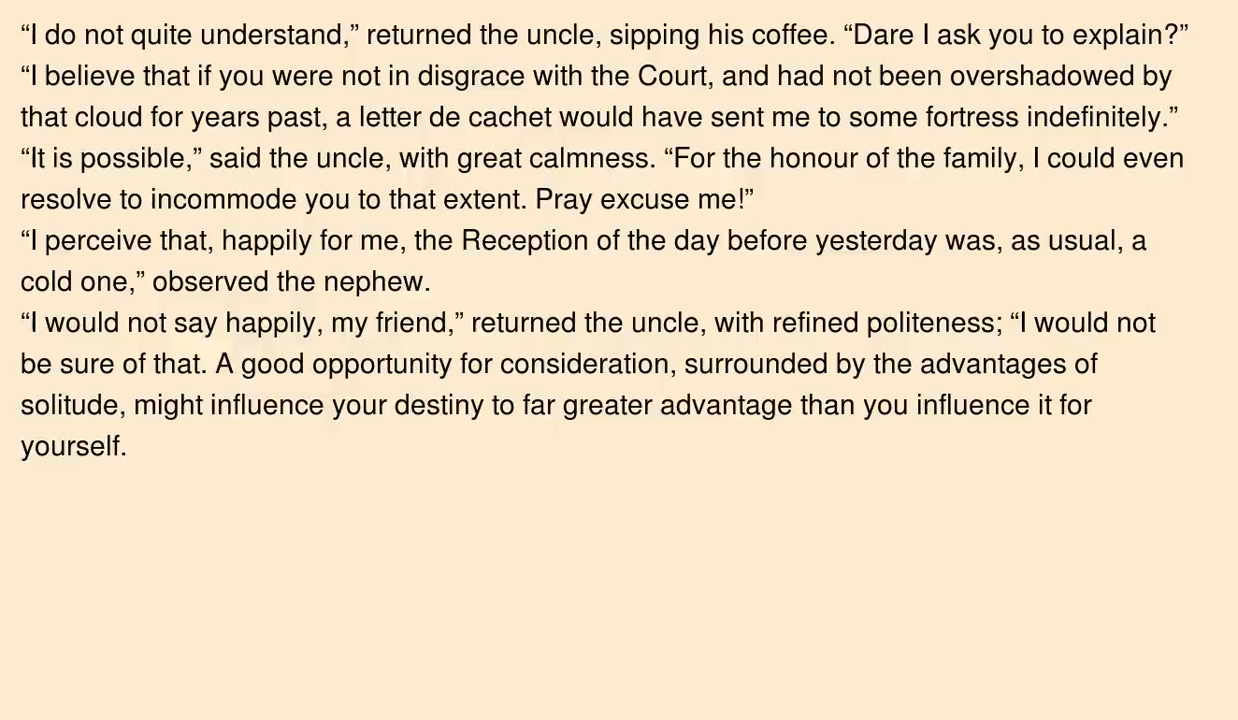 “I do not quite understand,” returned the uncle, sipping his coffee. “Dare I ask you to explain?”
“I believe that if you were not in disgrace with the Court, and had not been overshadowed by
that cloud for years past, a letter de cachet would have sent me to some fortress indefinitely.”
“It is possible,” said the uncle, with great calmness. “For the honour of the family, I could even
resolve to incommode you to that extent. Pray excuse me!”
“I perceive that, happily for me, the Reception of the day before yesterday was, as usual, a
cold one,” observed the nephew.
“I would not say happily, my friend,” returned the uncle, with refined politeness; “I would not
be sure of that. A good opportunity for consideration, surrounded by the advantages of
solitude, might influence your destiny to far greater advantage than you influence it for
yourself.